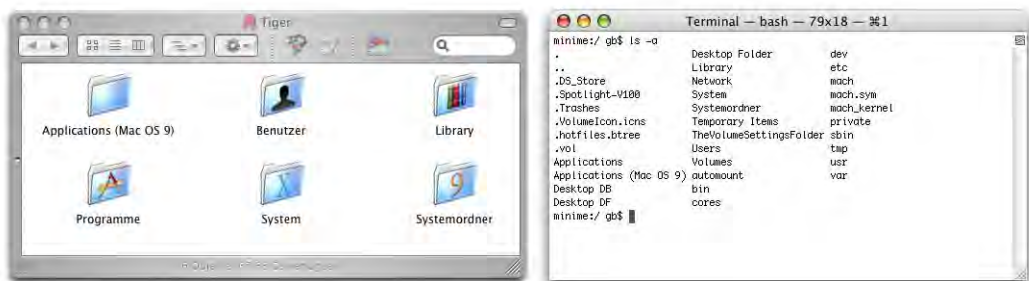 Tiger
Applications (Mac OS 9) Benutzer Library
Programme System Systemordner
Terminal — bash — 79x18 — ⌘1
minime:/ gb$ ls -a
. Desktop Folder dev
.. Library etc
.DS_Store Network mach
.Spotlight-V100 System mach.sym
.Trashes Systemordner mach_kernel
.VolumeIcon.icns Temporary Items private
.hotfiles.btree TheVolumeSettingsFolder sbin
.vol Users tmp
Applications Volumes usr
Applications (Mac OS 9) automount var
Desktop DB bin
Desktop DF cores
minime:/ gb$